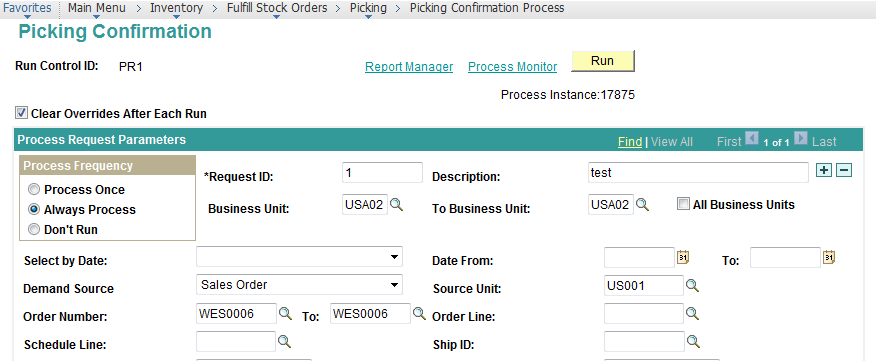 Favorites Main Menu > Inventory > Fulfill Stock Orders > Picking > Picking Confirmation Process
Picking Confirmation
Run Control ID: PR1 Report Manager Process Monitor Run
Process Instance:17875
Clear Overrides After Each Run
Process Request Parameters Find | View All First 1 of 1 Last
Process Frequency
Process Once
Always Process
Don't Run
*Request ID: 1 Description: test
Business Unit: USA02 To Business Unit: USA02 All Business Units
Select by Date: Date From: 31 To: 31
Demand Source Sales Order Source Unit: US001
Order Number: WES0006 To: WES0006 Order Line:
Schedule Line: Ship ID: